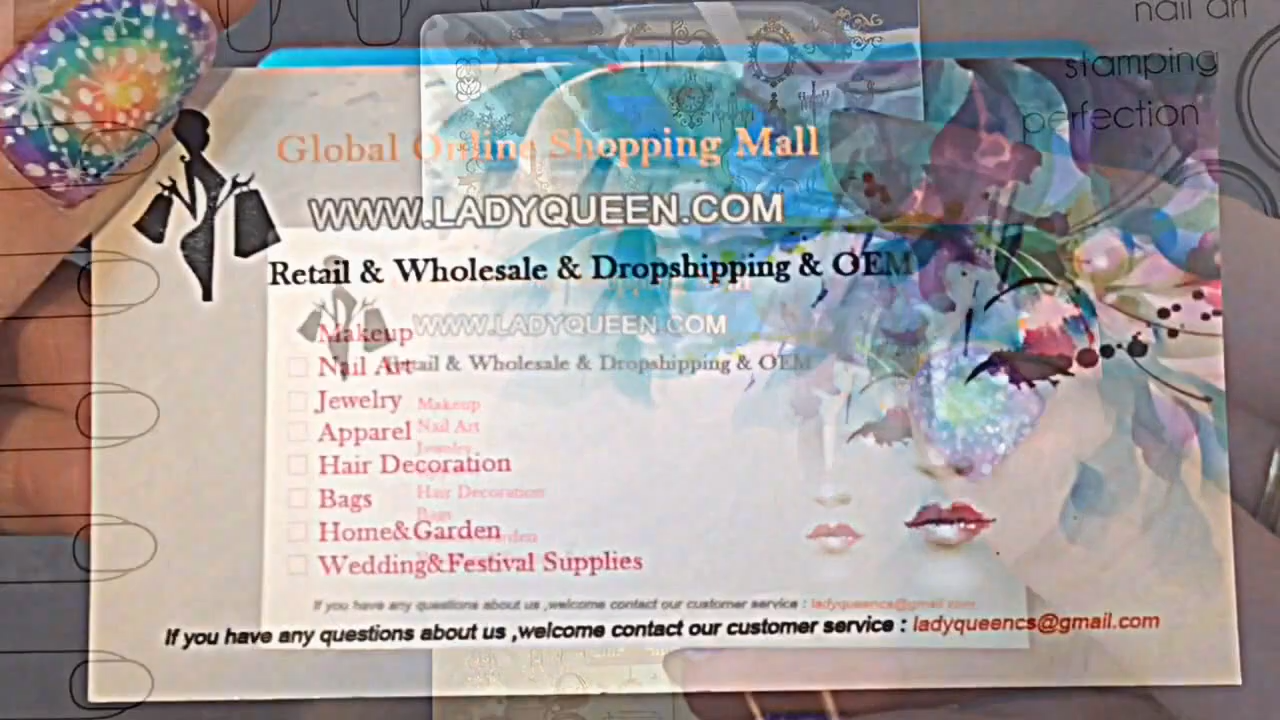 nail art
stamping
perfection
Global Online Shopping Mall
WWW.LADYQUEEN.COM
Retail & Wholesale & Dropshipping & OEM
Makeup
Nail Art
Jewelry
Apparel
Hair Decoration
Bags
Home&Garden
Wedding&Festival Supplies
If you have any questions about us ,welcome contact our customer service : ladyqueencs@gmail.com
WWW.LADYQUEEN.COM
Retail & Wholesale & Dropshipping & OEM
Makeup
Nail Art
Jewelry
Hair Decoration
Bags
If you have any questions about us ,welcome contact our customer service : ladyqueencs@gmail.com